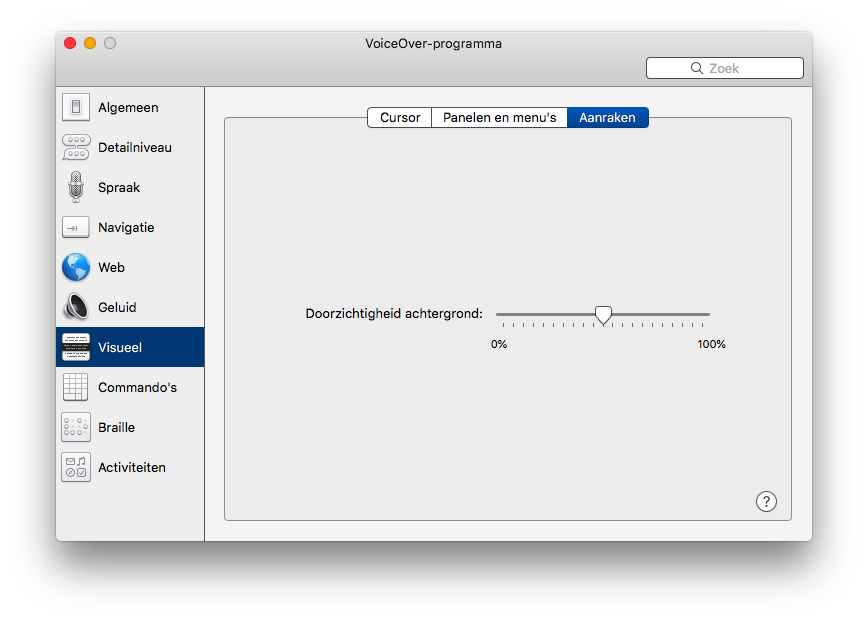 VoiceOver-programma
Zoek
Algemeen
Detailniveau
Spraak
Navigatie
Web
Geluid
Visueel
Commando's
Braille
Activiteiten
Cursor
Panelen en menu's
Aanraken
Doorzichtigheid achtergrond:
0%
100%
?